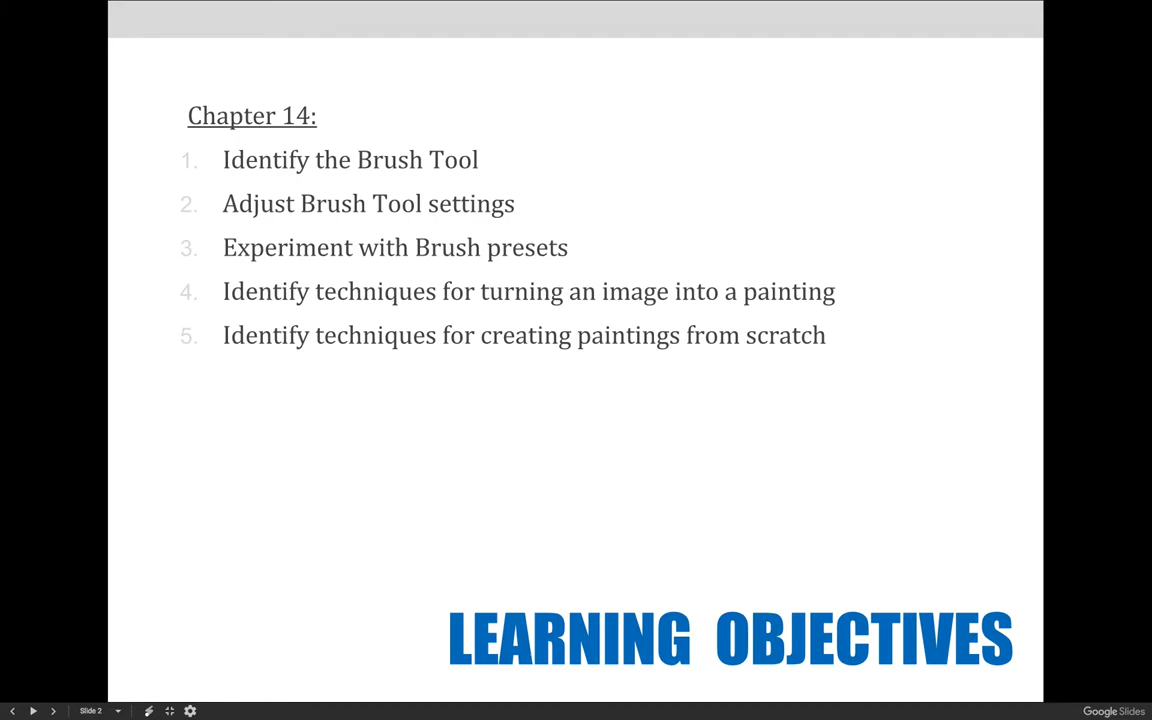 Chapter 14:
1. Identify the Brush Tool
2. Adjust Brush Tool settings
3. Experiment with Brush presets
4. Identify techniques for turning an image into a painting
5. Identify techniques for creating paintings from scratch
LEARNING OBJECTIVES
Slide 2
Google Slides